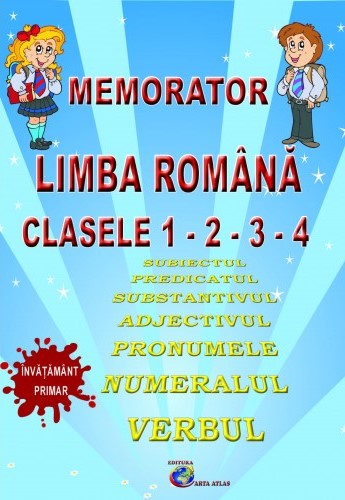 MEMORATOR
LIMBA ROMÂNĂ
CLASELE 1 - 2 - 3 - 4
SUBIECTUL
PREDICATUL
SUBSTANTIVUL
ADJECTIVUL
PRONUMELE
NUMERALUL
VERBUL
ÎNVĂŢĂMÂNT
PRIMAR
EDITURA
CARTA ATLAS